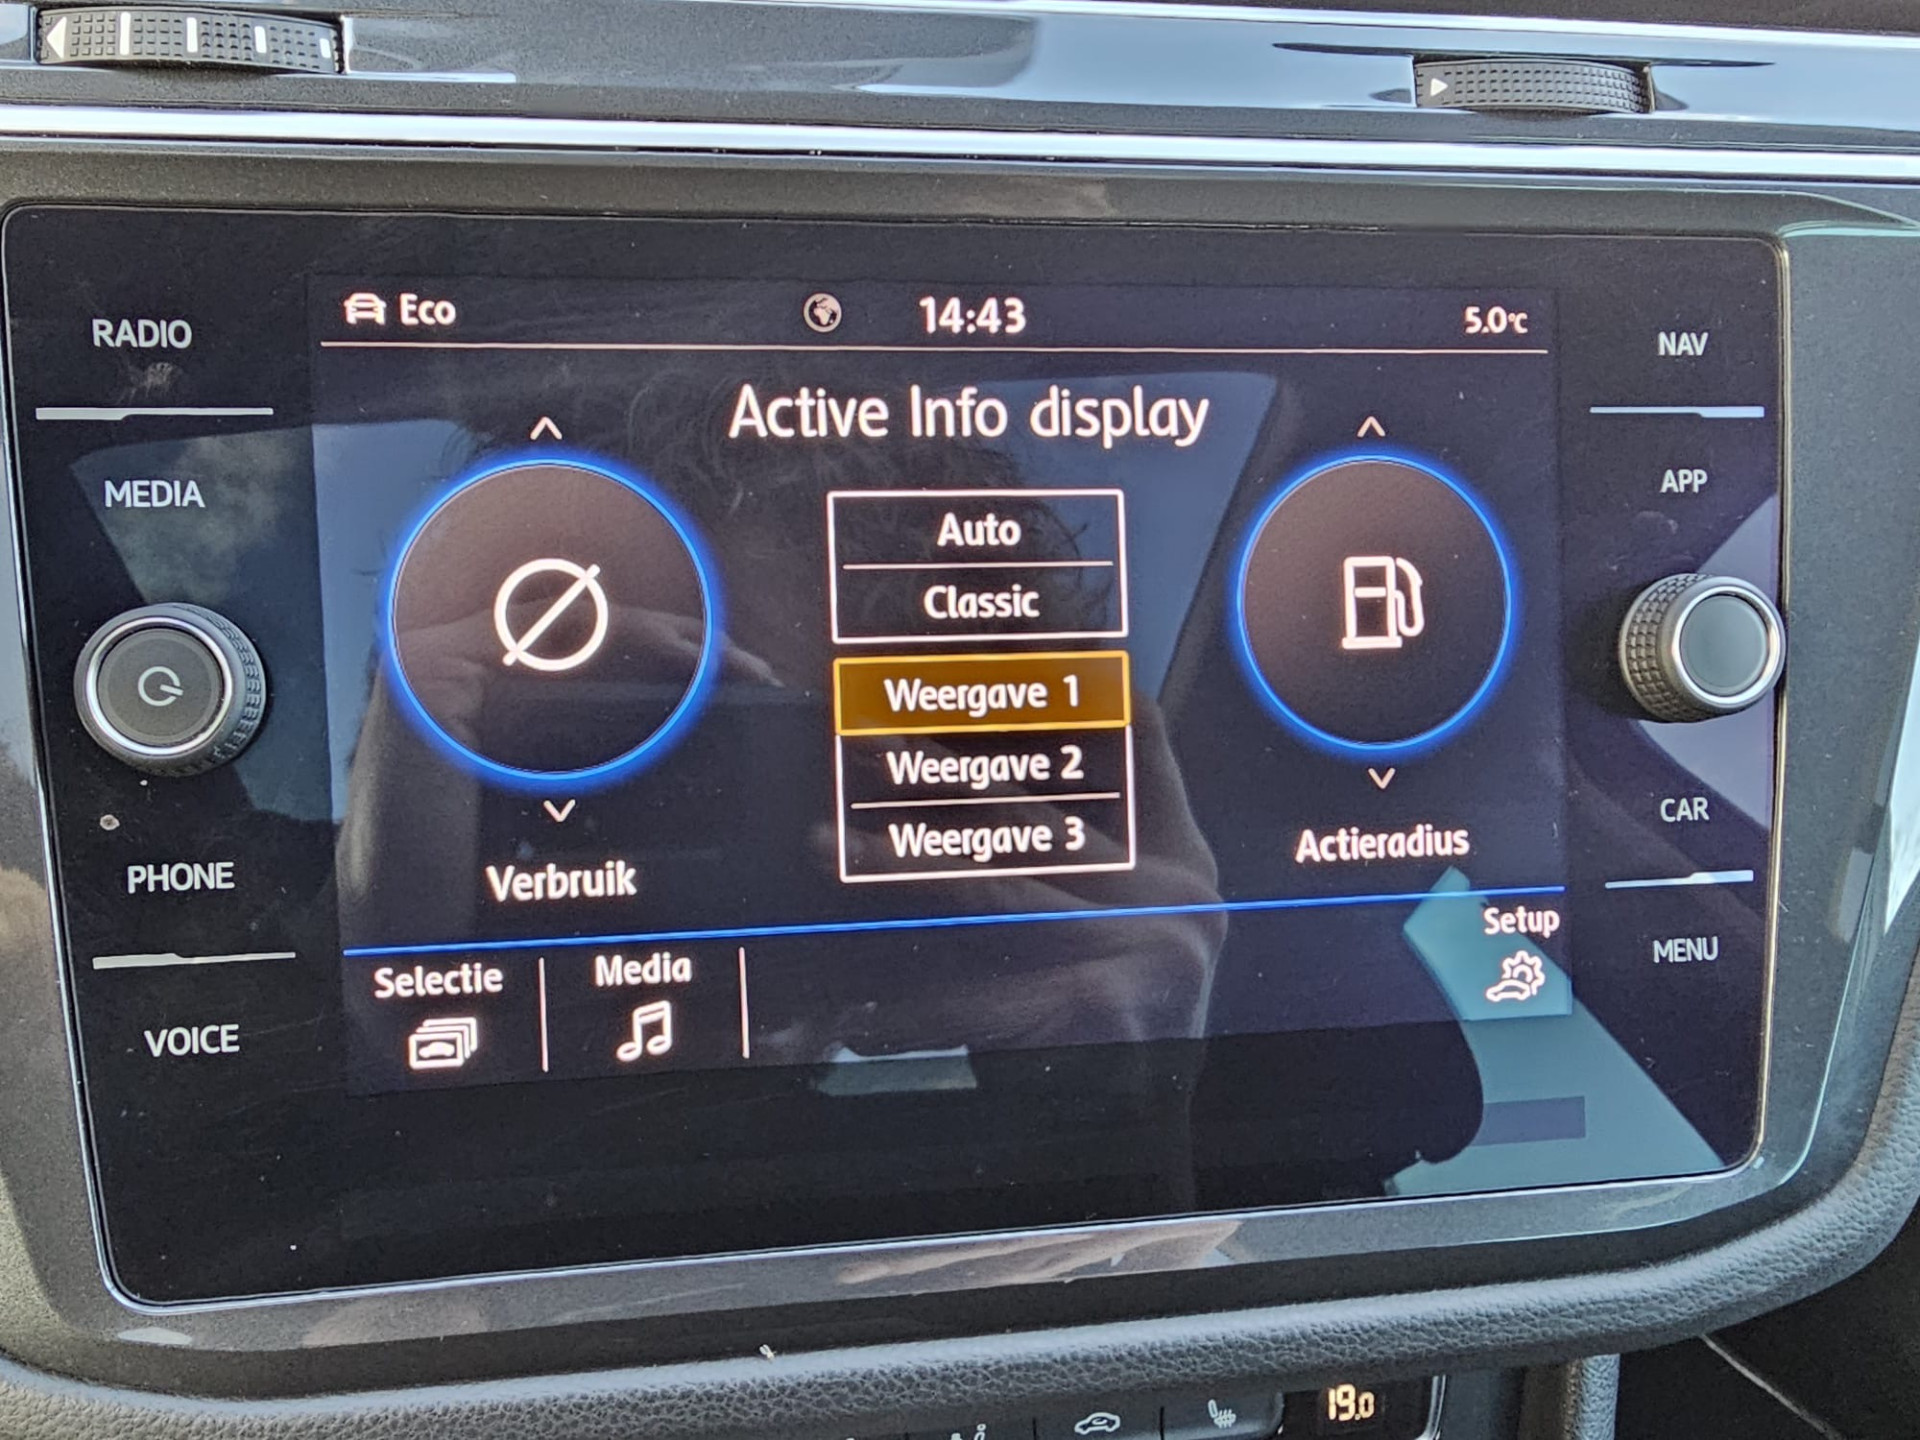 RADIO
MEDIA
PHONE
VOICE
Eco
14:43
5.0°C
Active Info display
Auto
Classic
Weergave 1
Weergave 2
Weergave 3
Verbruik
Actieradius
Selectie
Media
Setup
NAV
APP
CAR
MENU
19.0